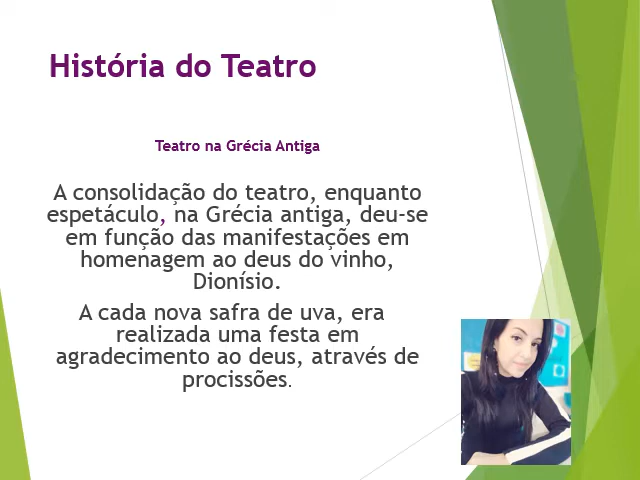 História do Teatro
Teatro na Grécia Antiga
A consolidação do teatro, enquanto
espetáculo, na Grécia antiga, deu-se
em função das manifestações em
homenagem ao deus do vinho,
Dionísio.
A cada nova safra de uva, era
realizada uma festa em
agradecimento ao deus, através de
procissões.